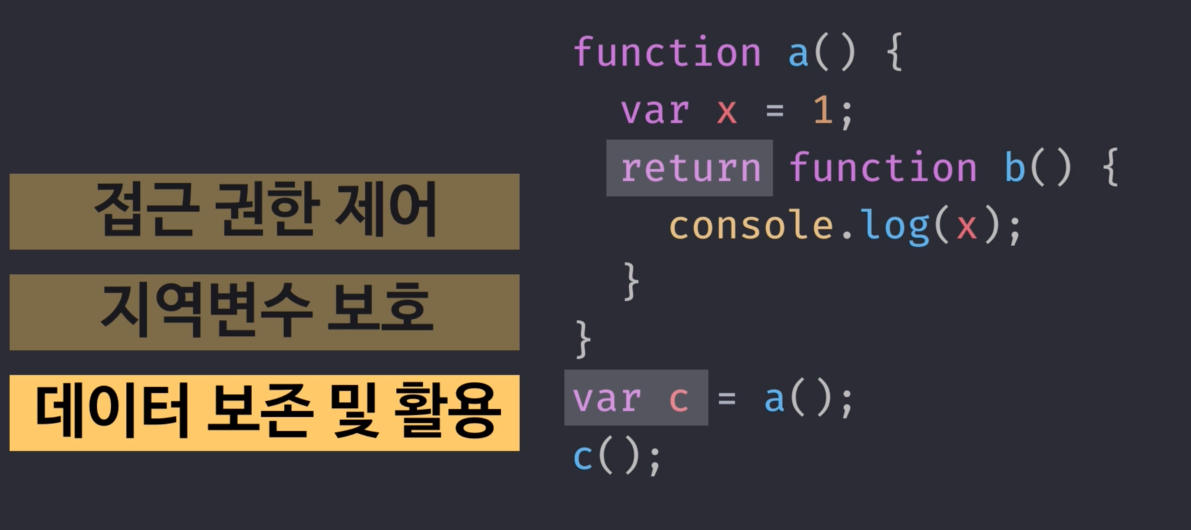 접근 권한 제어
지역변수 보호
데이터 보존 및 활용
function a() {
  var x = 1;
  return function b() {
    console.log(x);
  }
}
var c = a();
c();